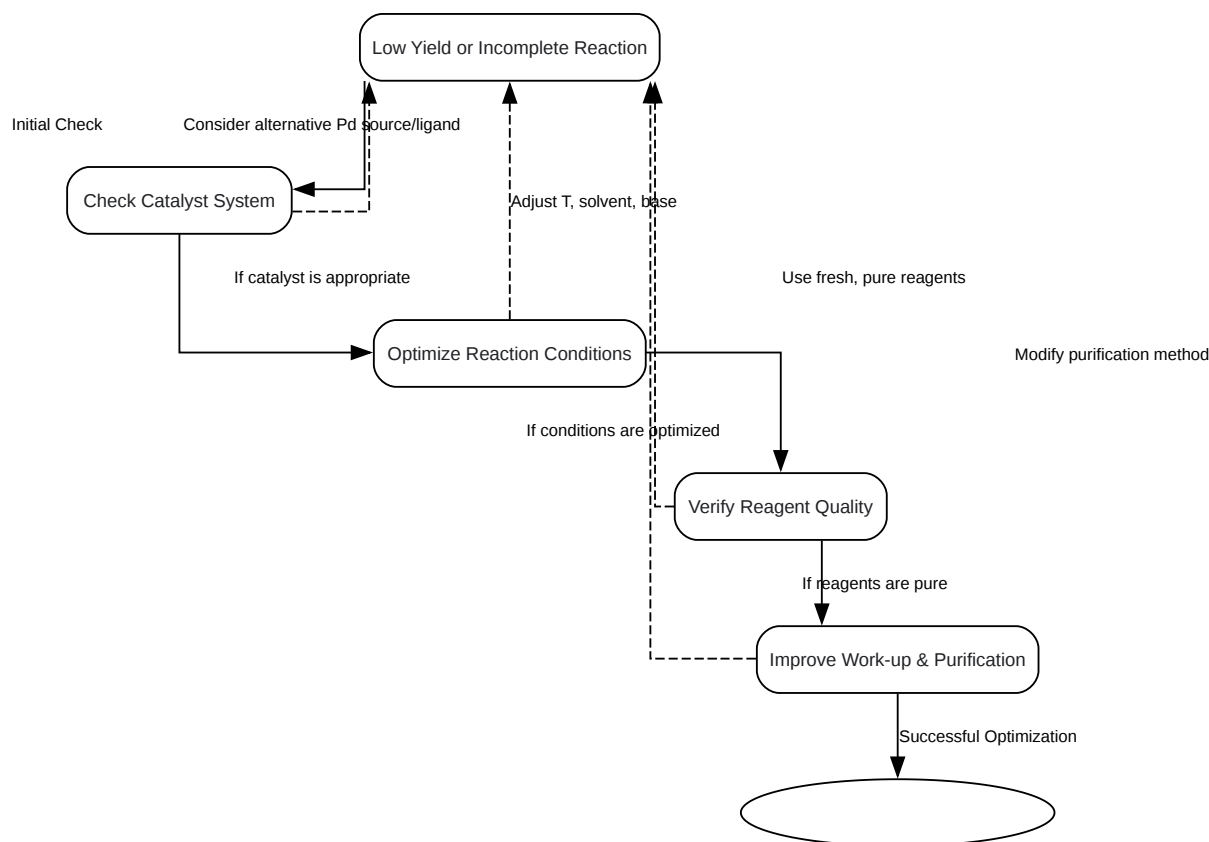 Low Yield or Incomplete Reaction
Initial Check
Consider alternative Pd source/ligand
Check Catalyst System
Adjust T, solvent, base
If catalyst is appropriate
Use fresh, pure reagents
Optimize Reaction Conditions
Modify purification method
If conditions are optimized
Verify Reagent Quality
If reagents are pure
Improve Work-up & Purification
Successful Optimization